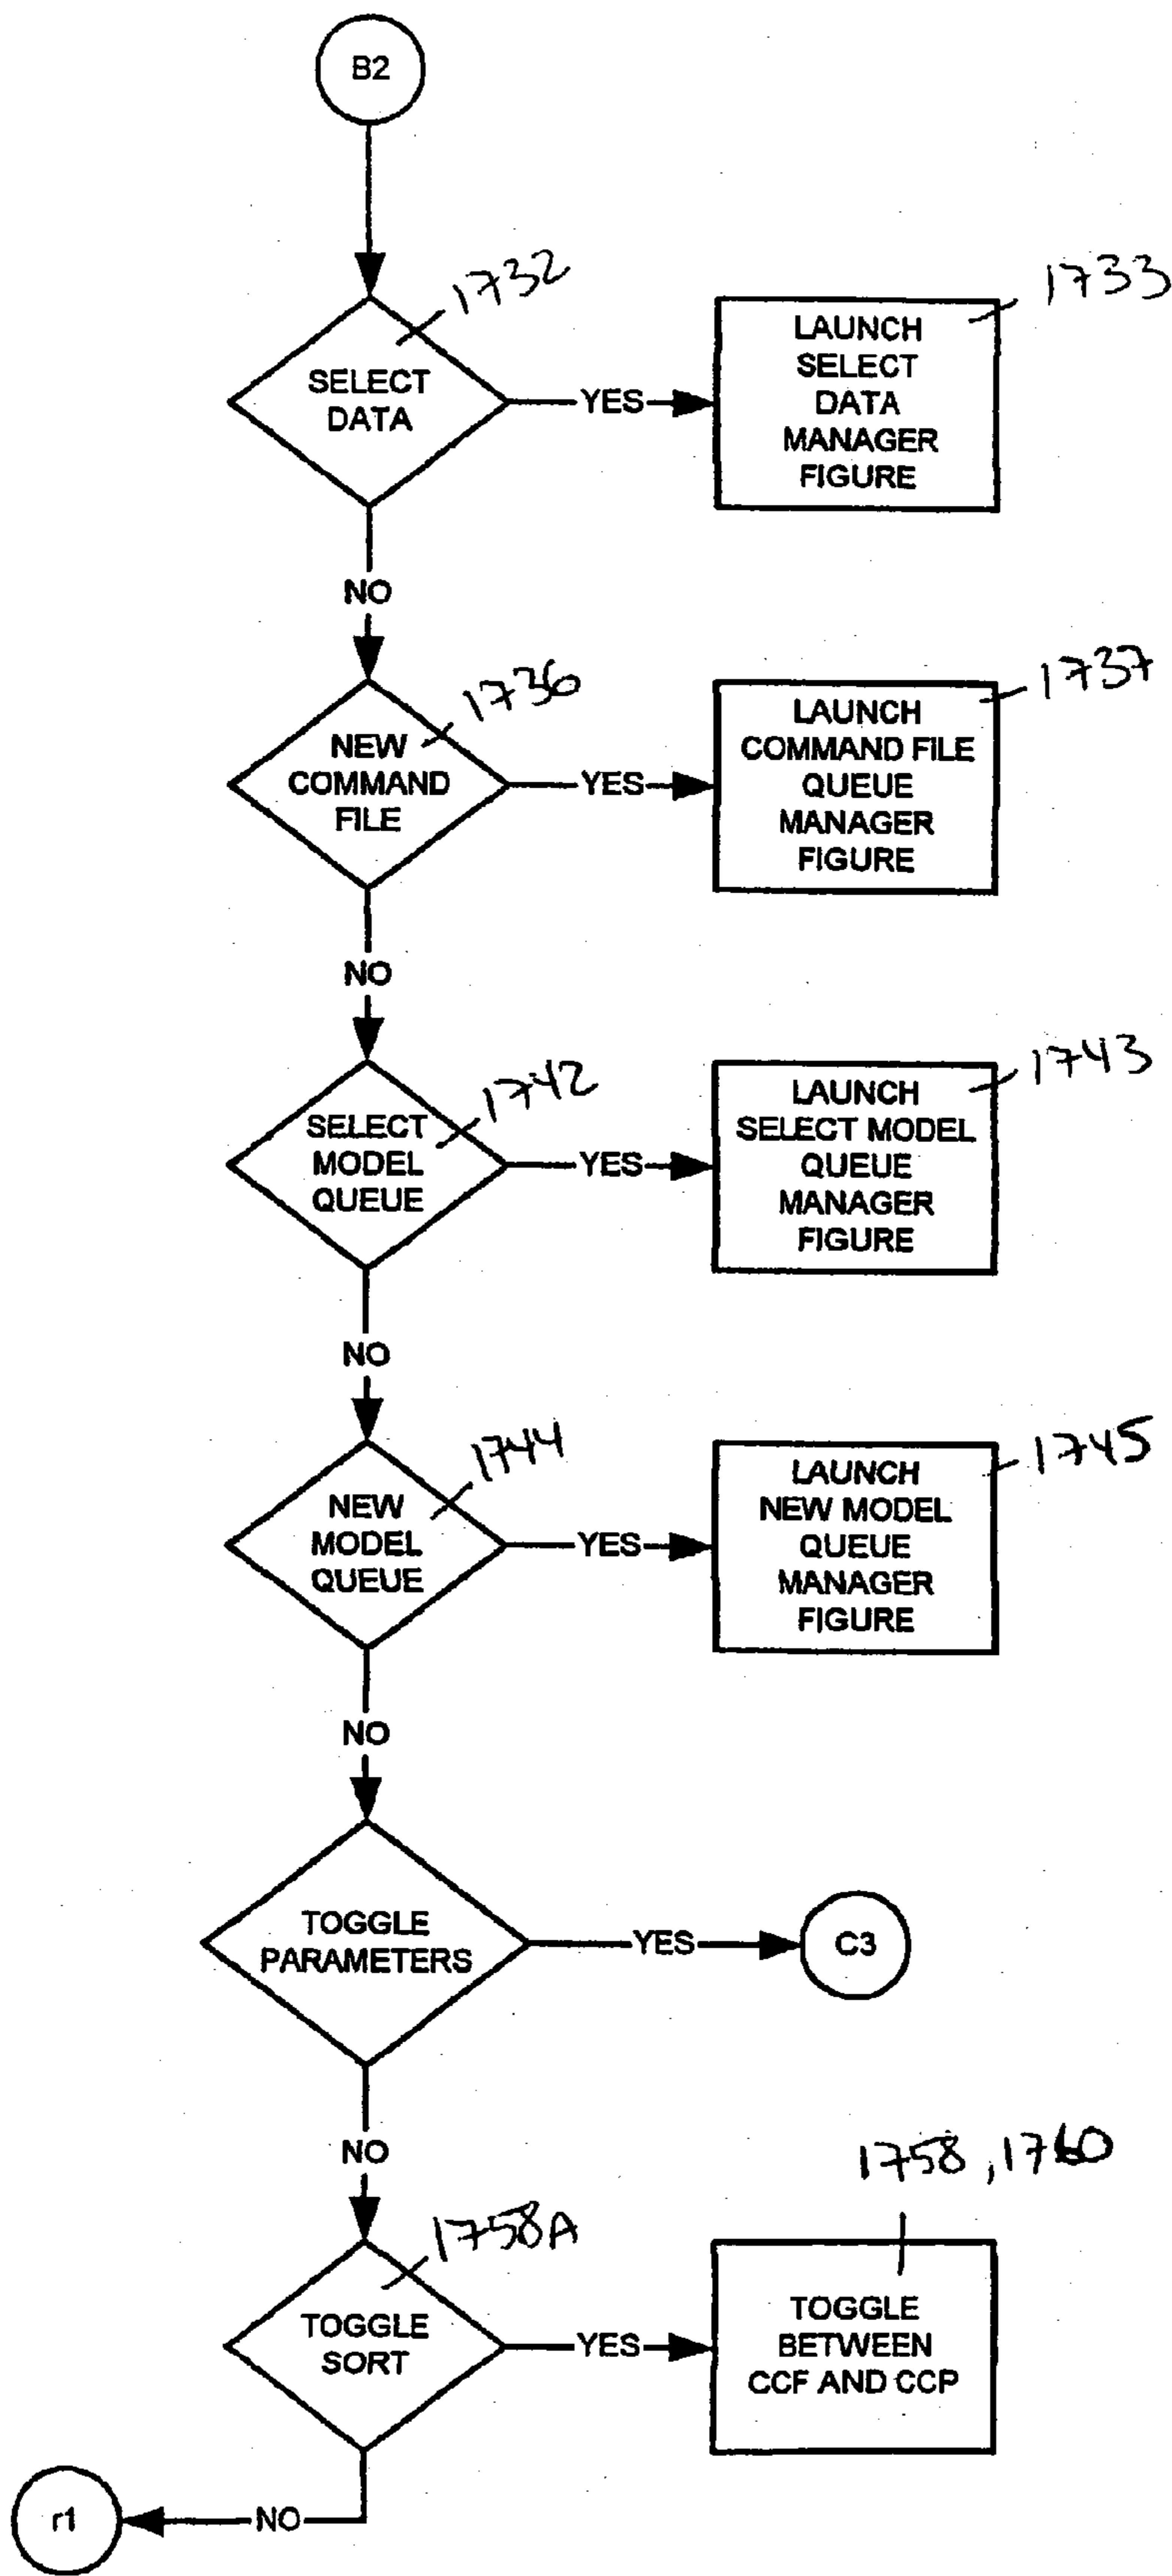 B2
1732
SELECT
DATA
YES
1733
LAUNCH
SELECT
DATA
MANAGER
FIGURE
NO
1736
NEW
COMMAND
FILE
YES
1737
LAUNCH
COMMAND FILE
QUEUE
MANAGER
FIGURE
NO
1742
SELECT
MODEL
QUEUE
YES
1743
LAUNCH
SELECT MODEL
QUEUE
MANAGER
FIGURE
NO
1744
NEW
MODEL
QUEUE
YES
1745
LAUNCH
NEW MODEL
QUEUE
MANAGER
FIGURE
NO
TOGGLE
PARAMETERS
YES
C3
NO
1758A
TOGGLE
SORT
YES
1758, 1760
TOGGLE
BETWEEN
CCF AND CCP
NO
r1